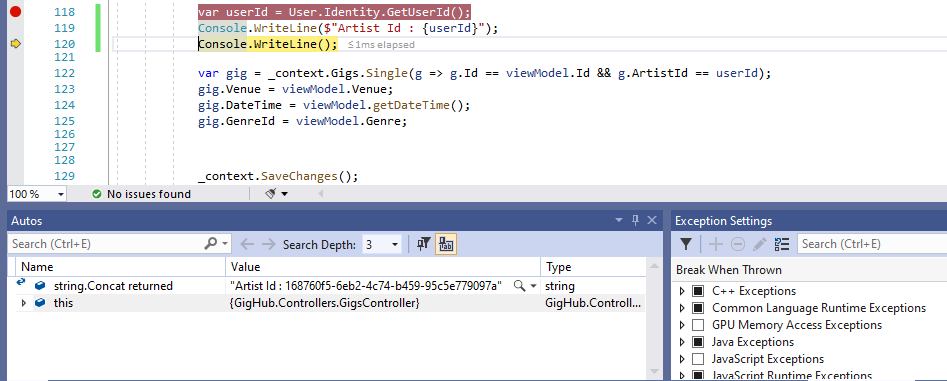 118 var userId = User.Identity.GetUserId();
119 Console.WriteLine($"Artist Id : {userId}");
120 Console.WriteLine(); ≤1ms elapsed
121
122 var gig = _context.Gigs.Single(g => g.Id == viewModel.Id && g.ArtistId == userId);
123 gig.Venue = viewModel.Venue;
124 gig.DateTime = viewModel.getDateTime();
125 gig.GenreId = viewModel.Genre;
126
127
128
129 _context.SaveChanges();
100 % No issues found
Autos
Search (Ctrl+E) Search Depth: 3
Name Value Type
string.Concat returned "Artist Id : 168760f5-6eb2-4c74-b459-95c5e779097a" string
this {GigHub.Controllers.GigsController} GigHub.Controll...
Exception Settings
Search (Ctrl+E)
Break When Thrown
C++ Exceptions
Common Language Runtime Exceptions
GPU Memory Access Exceptions
Java Exceptions
JavaScript Exceptions
JavaScript Runtime Exceptions